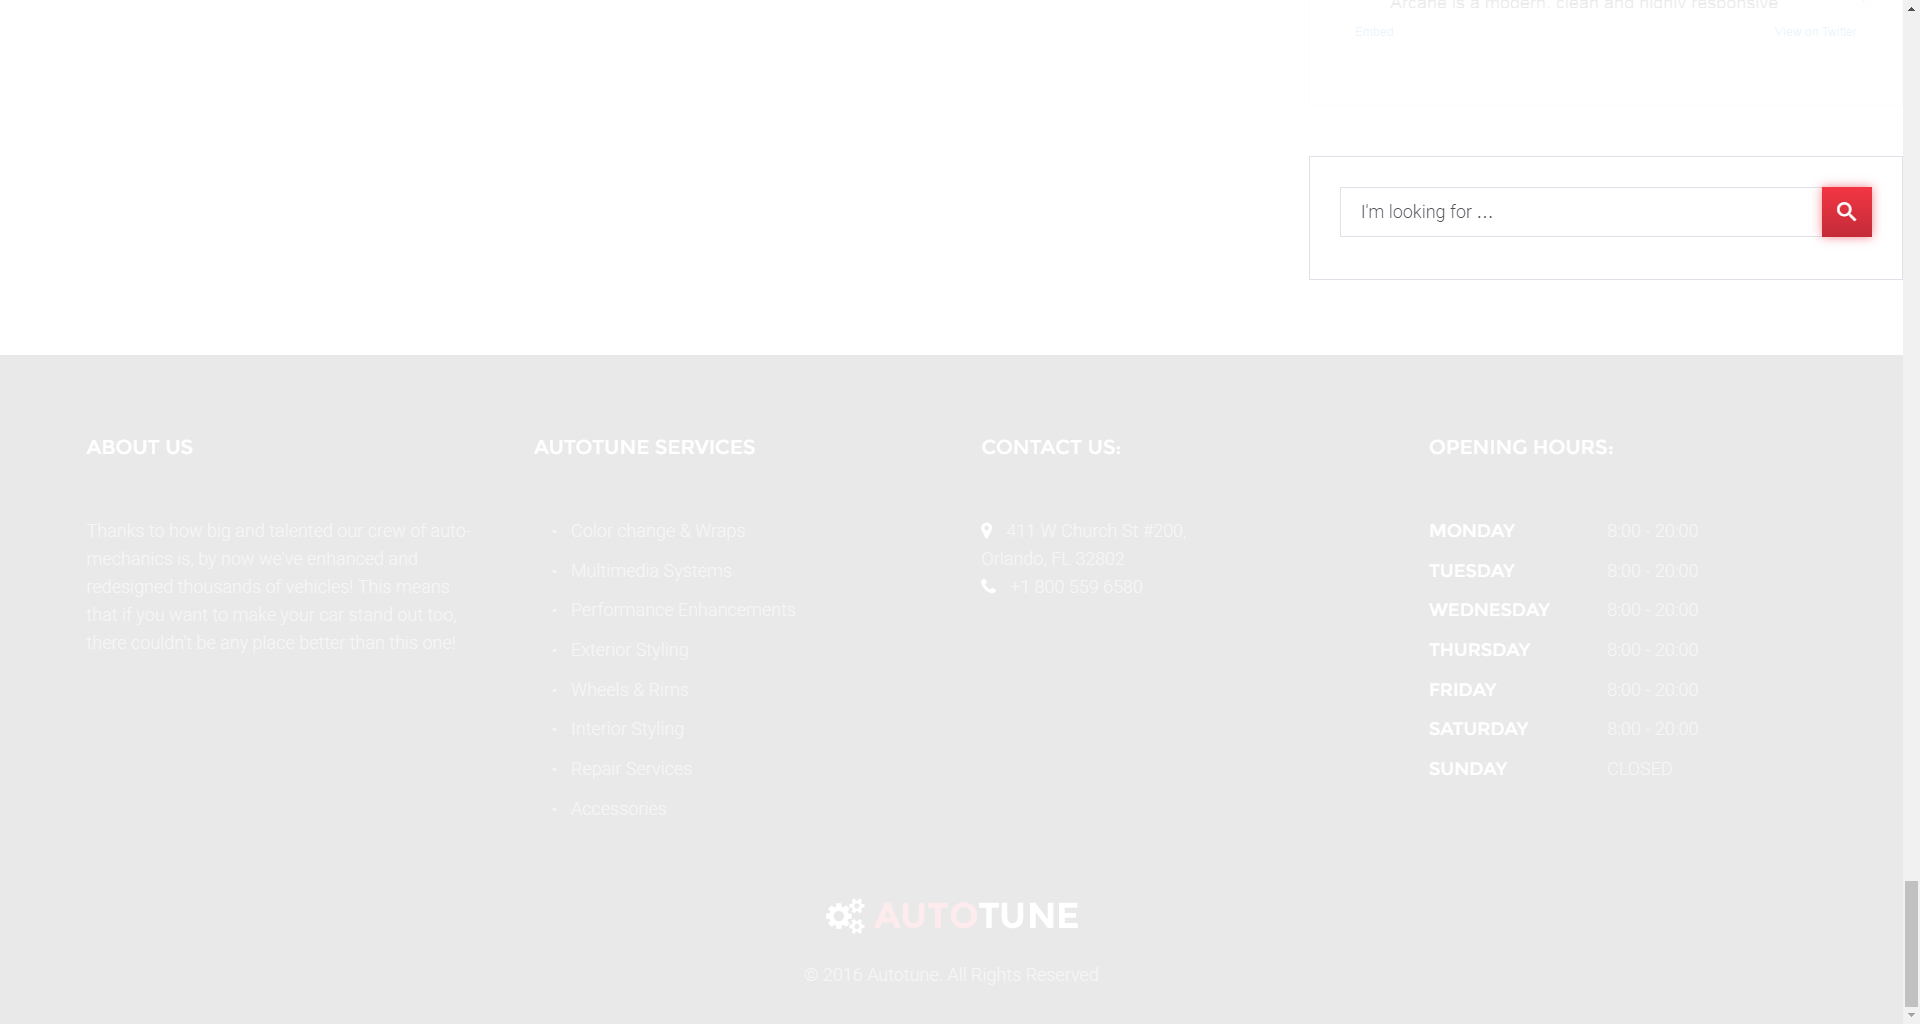 Arcane is a modern, clean and highly responsive
Embed
View on Twitter
I'm looking for ...
ABOUT US
Thanks to how big and talented our crew of auto-
mechanics is, by now we've enhanced and
redesigned thousands of vehicles! This means
that if you want to make your car stand out too,
there couldn't be any place better than this one!
AUTOTUNE SERVICES
Color change & Wraps
Multimedia Systems
Performance Enhancements
Exterior Styling
Wheels & Rims
Interior Styling
Repair Services
Accessories
CONTACT US:
411 W Church St #200,
Orlando, FL 32802
+1 800 559 6580
OPENING HOURS:
MONDAY 8:00 - 20:00
TUESDAY 8:00 - 20:00
WEDNESDAY 8:00 - 20:00
THURSDAY 8:00 - 20:00
FRIDAY 8:00 - 20:00
SATURDAY 8:00 - 20:00
SUNDAY CLOSED
AUTOTUNE
© 2016 Autotune. All Rights Reserved